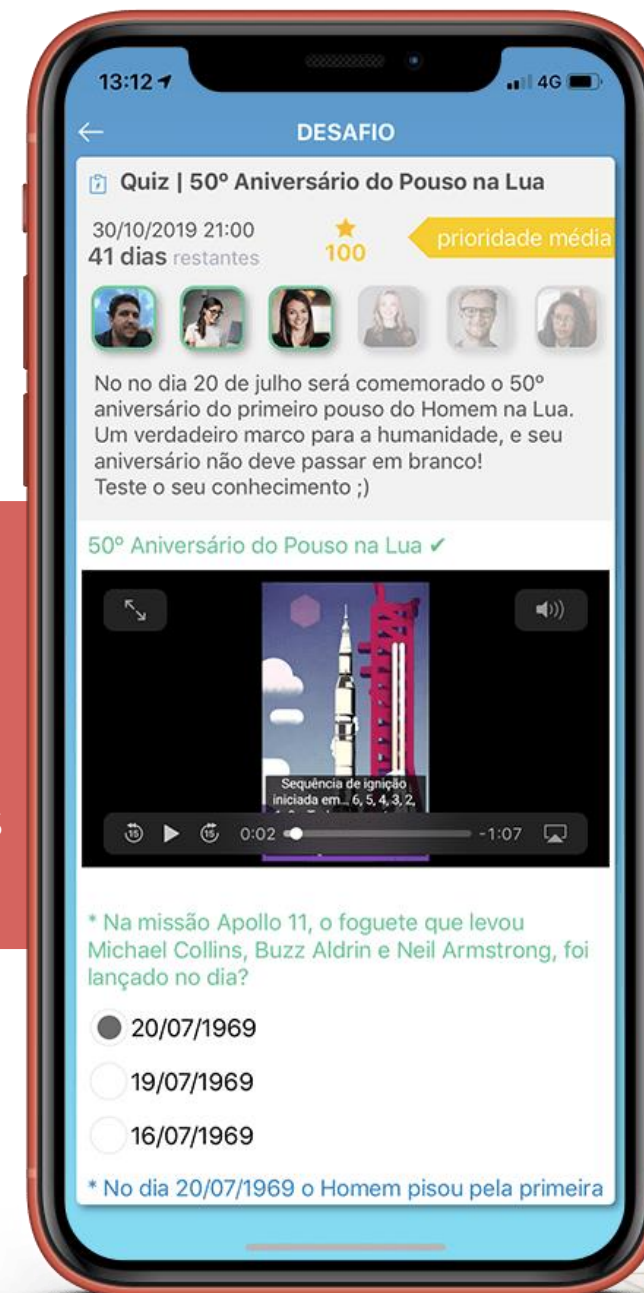 13:12
4G
DESAFIO
Quiz | 50º Aniversário do Pouso na Lua
30/10/2019 21:00
41 dias restantes
100
prioridade média
No no dia 20 de julho será comemorado o 50º
aniversário do primeiro pouso do Homem na Lua.
Um verdadeiro marco para a humanidade, e seu
aniversário não deve passar em branco!
Teste o seu conhecimento ;)
50º Aniversário do Pouso na Lua ✔
Sequência de ignição
iniciada em... 6, 5, 4, 3, 2,
15
15
0:02
-1:07
* Na missão Apollo 11, o foguete que levou
Michael Collins, Buzz Aldrin e Neil Armstrong, foi
lançado no dia?
20/07/1969
19/07/1969
16/07/1969
* No dia 20/07/1969 o Homem pisou pela primeira